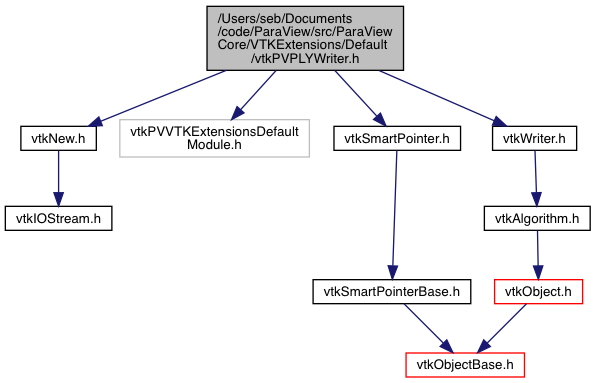 /Users/seb/Documents
/code/ParaView/src/ParaView
Core/VTKExtensions/Default
/vtkPVPLYWriter.h
vtkNew.h
vtkPVVTKExtensionsDefault
Module.h
vtkSmartPointer.h
vtkWriter.h
vtkIOStream.h
vtkAlgorithm.h
vtkSmartPointerBase.h
vtkObject.h
vtkObjectBase.h